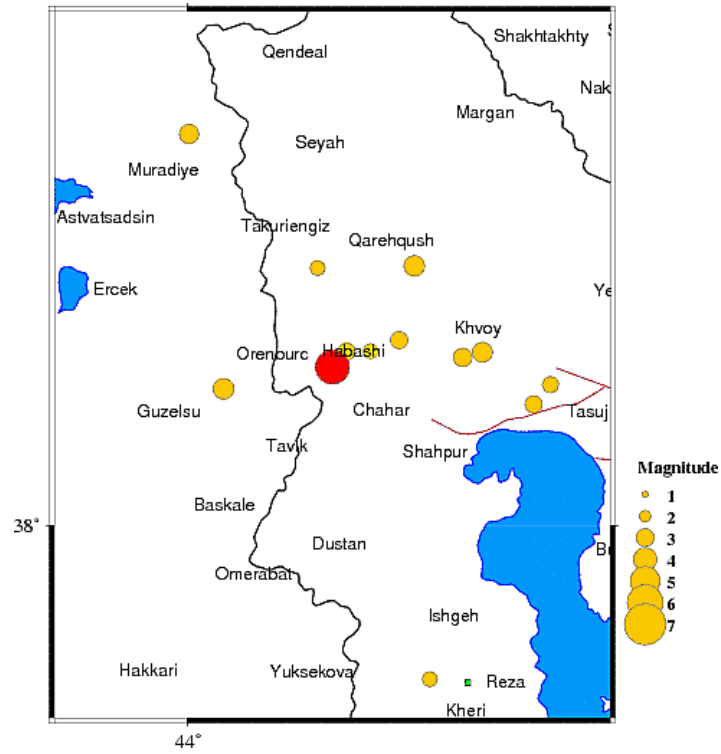 Shakhtakhty
Qendeal
Nak
Margan
Seyah
Muradiye
Astvatsadsin
Takuriengiz
Qarehqush
Ercek
Ye
Khvoy
Orenourc
Habashi
Guzelsu
Chahar
Tasuj
Tavik
Shahpur
Magnitude
1
Baskale
2
38°
3
Dustan
4
Omerabat
5
6
Ishgeh
7
Hakkari
Yuksekova
Reza
Kheri
44°